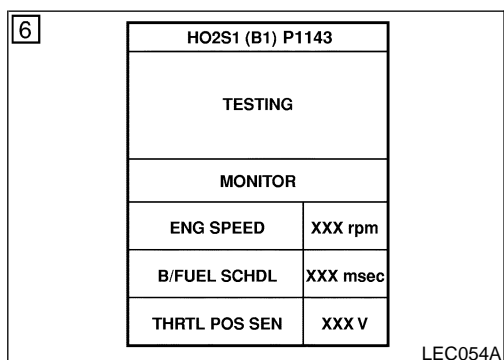 6
HO2S1 (B1) P1143
TESTING
MONITOR
ENG SPEED XXX rpm
B/FUEL SCHDL XXX msec
THRTL POS SEN XXX V
LEC054A